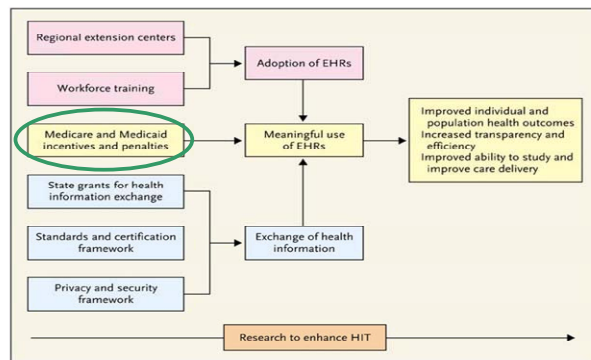 Regional extension centers
Workforce training
Adoption of EHRs
Medicare and Medicaid
incentives and penalties
Meaningful use
of EHRs
Improved individual and
population health outcomes
Increased transparency and
efficiency
Improved ability to study and
improve care delivery
State grants for health
information exchange
Standards and certification
framework
Privacy and security
framework
Exchange of health
information
Research to enhance HIT